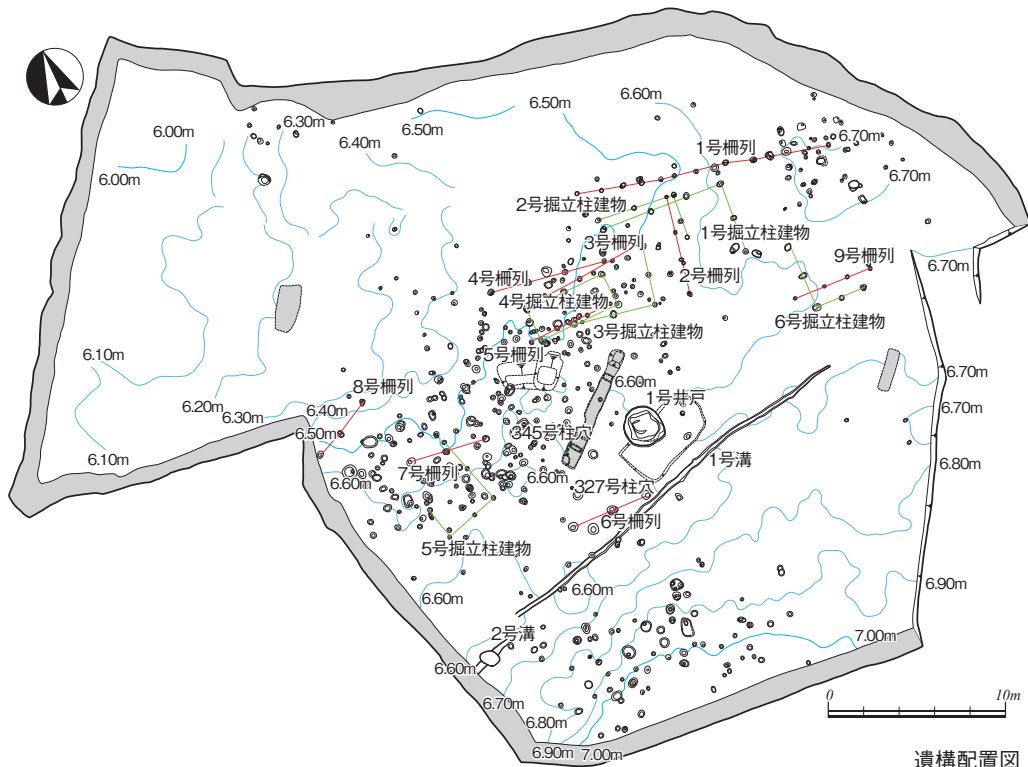 6.00m
6.00m
6.30m
6.40m
6.50m
6.50m
6.60m
6.70m
6.70m
1号柵列
2号掘立柱建物
1号掘立柱建物
3号柵列
2号柵列
9号柵列
6.70m
4号柵列
4号掘立柱建物
3号掘立柱建物
6号掘立柱建物
5号柵列
6.10m
6.20m
6.30m
6.40m
6.50m
8号柵列
6.60m
1号井戸
6.70m
6.70m
6.10m
6.60m
7号柵列
345号柱穴
6.60m
1号溝
6.80m
327号柱穴
6号柵列
5号掘立柱建物
6.60m
6.60m
6.90m
2号溝
6.60m
7.00m
6.70m
6.80m
6.90m
7.00m
0
10m
遺構配置図